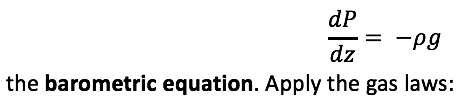 dP/dz = −ρg
the barometric equation. Apply the gas laws: